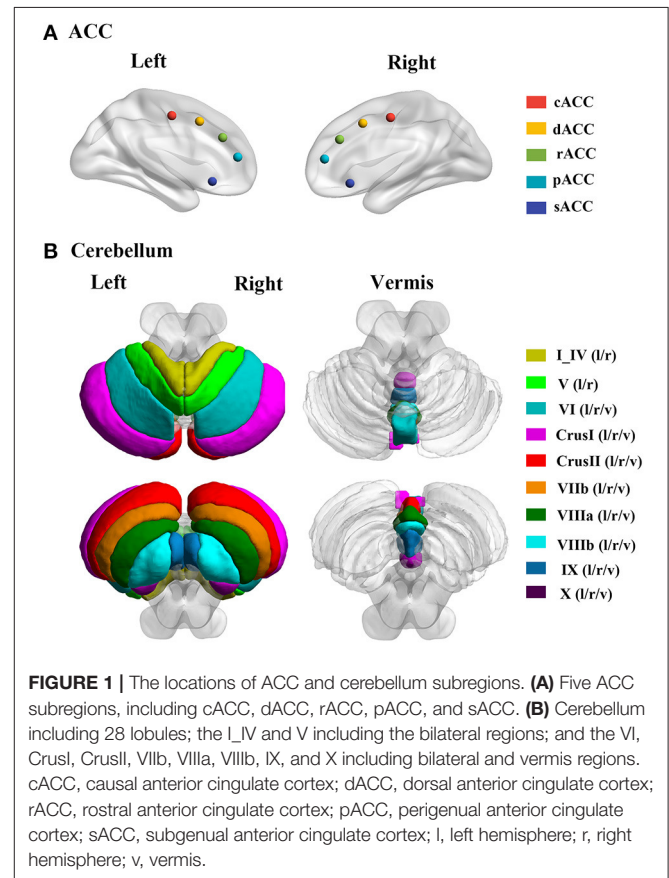 A ACC
Left Right
cACC
dACC
rACC
pACC
sACC
B Cerebellum
Left Right Vermis
I_IV (l/r)
V (l/r)
VI (l/r/v)
CrusI (l/r/v)
CrusII (l/r/v)
VIIb (l/r/v)
VIIIa (l/r/v)
VIIIb (l/r/v)
IX (l/r/v)
X (l/r/v)
FIGURE 1 | The locations of ACC and cerebellum subregions. (A) Five ACC
subregions, including cACC, dACC, rACC, pACC, and sACC. (B) Cerebellum
including 28 lobules; the I_IV and V including the bilateral regions; and the VI,
CrusI, CrusII, VIIb, VIIIa, VIIIb, IX, and X including bilateral and vermis regions.
cACC, causal anterior cingulate cortex; dACC, dorsal anterior cingulate cortex;
rACC, rostral anterior cingulate cortex; pACC, perigenual anterior cingulate
cortex; sACC, subgenual anterior cingulate cortex; l, left hemisphere; r, right
hemisphere; v, vermis.